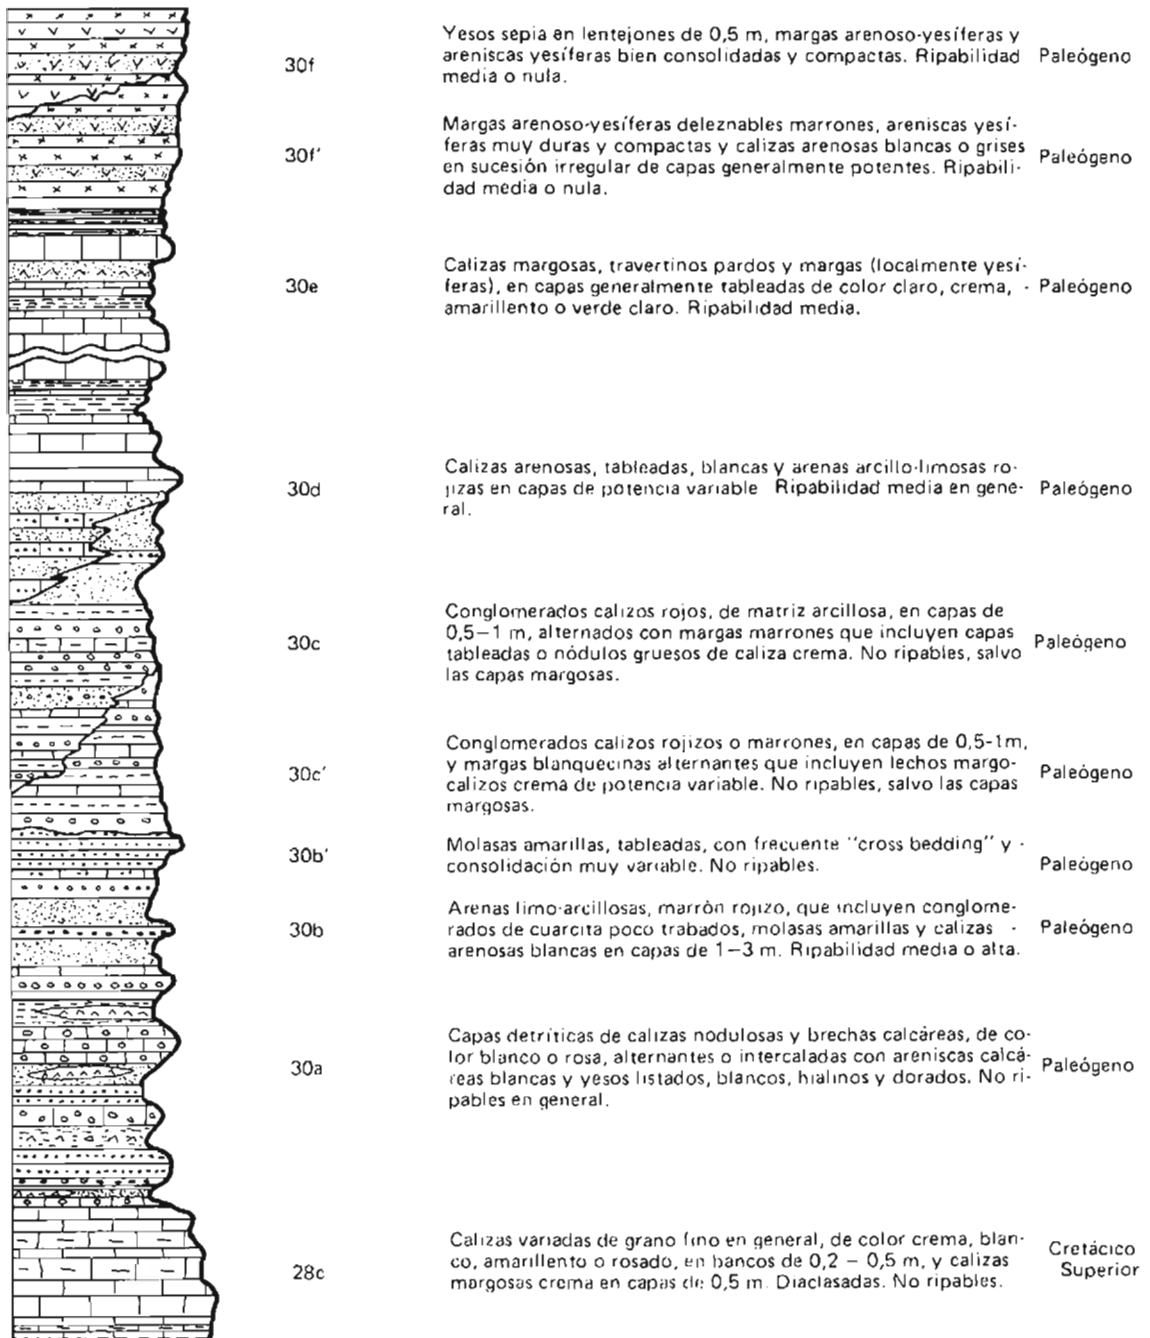 30f
Yesos sepia en lentejones de 0,5 m, margas arenoso-yesíferas y
areniscas yesíferas bien consolidadas y compactas. Ripabilidad
media o nula.
Paleógeno
30f'
Margas arenoso-yesíferas deleznables marrones, areniscas yesí-
feras muy duras y compactas y calizas arenosas blancas o grises
en sucesión irregular de capas generalmente potentes. Ripabili-
dad media o nula.
Paleógeno
30e
Calizas margosas, travertinos pardos y margas (localmente yesí-
feras), en capas generalmente tableadas de color claro, crema,
amarillento o verde claro. Ripabilidad media.
Paleógeno
30d
Calizas arenosas, tableadas, blancas y arenas arcillo-limosas ro-
jizas en capas de potencia variable Ripabilidad media en gene-
ral.
Paleógeno
30c
Conglomerados calizos rojos, de matriz arcillosa, en capas de
0,5–1 m, alternados con margas marrones que incluyen capas
tableadas o nódulos gruesos de caliza crema. No ripables, salvo
las capas margosas.
Paleógeno
30c'
Conglomerados calizos rojizos o marrones, en capas de 0,5-1m,
y margas blanquecinas alternantes que incluyen lechos margo-
calizos crema de potencia variable. No ripables, salvo las capas
margosas.
Paleógeno
30b'
Molasas amarillas, tableadas, con frecuente "cross bedding" y
consolidación muy variable. No ripables.
Paleógeno
30b
Arenas limo-arcillosas, marrón rojizo, que incluyen conglome-
rados de cuarcita poco trabados, molasas amarillas y calizas
arenosas blancas en capas de 1–3 m. Ripabilidad media o alta.
Paleógeno
30a
Capas detríticas de calizas nodulosas y brechas calcáreas, de co-
lor blanco o rosa, alternantes o intercaladas con areniscas calcá-
reas blancas y yesos listados, blancos, hialinos y dorados. No ri-
pables en general.
Paleógeno
28c
Calizas variadas de grano fino en general, de color crema, blan-
co, amarillento o rosado, en bancos de 0,2 – 0,5 m, y calizas
margosas crema en capas de 0,5 m. Diaclasadas. No ripables.
Cretácico
Superior